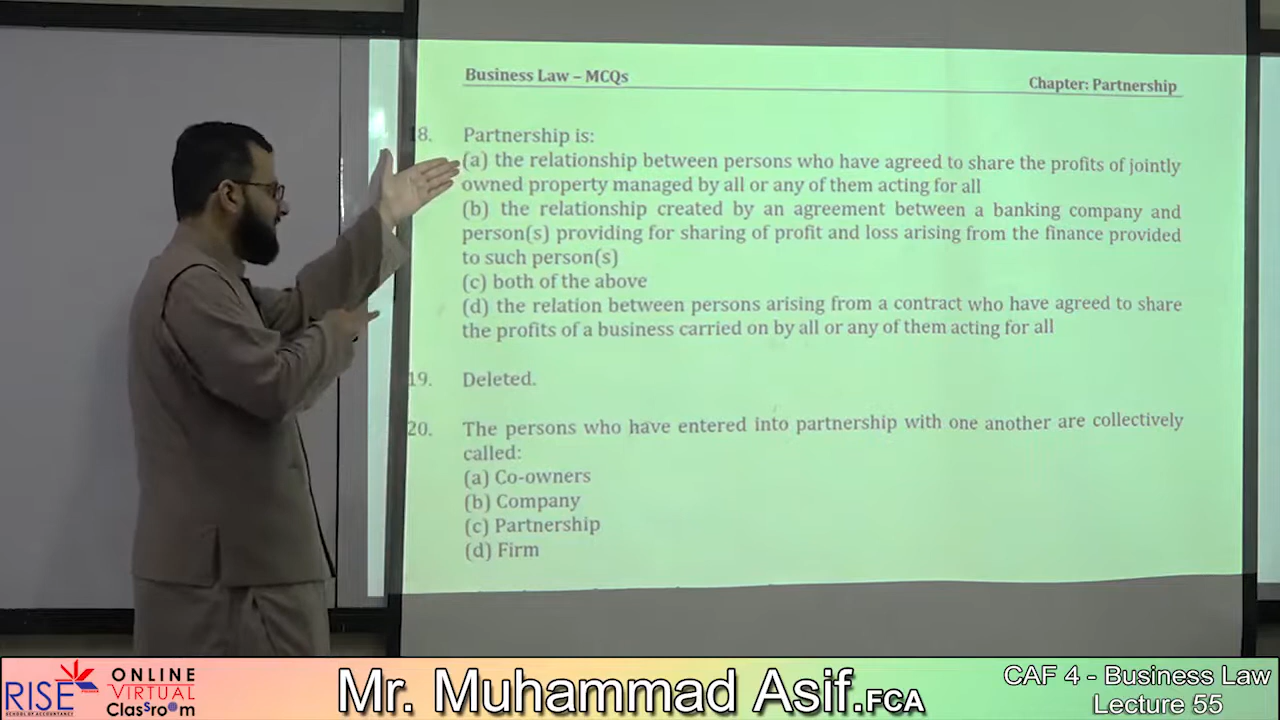 Business Law – MCQs
Chapter: Partnership
18. Partnership is:
(a) the relationship between persons who have agreed to share the profits of jointly
owned property managed by all or any of them acting for all
(b) the relationship created by an agreement between a banking company and
person(s) providing for sharing of profit and loss arising from the finance provided
to such person(s)
(c) both of the above
(d) the relation between persons arising from a contract who have agreed to share
the profits of a business carried on by all or any of them acting for all
19. Deleted.
20. The persons who have entered into partnership with one another are collectively
called:
(a) Co-owners
(b) Company
(c) Partnership
(d) Firm
RISE
SCHOOL OF ACCOUNTANCY
ONLINE
VIRTUAL
ClasSro@m
Mr. Muhammad Asif.FCA
CAF 4 - Business Law
Lecture 55